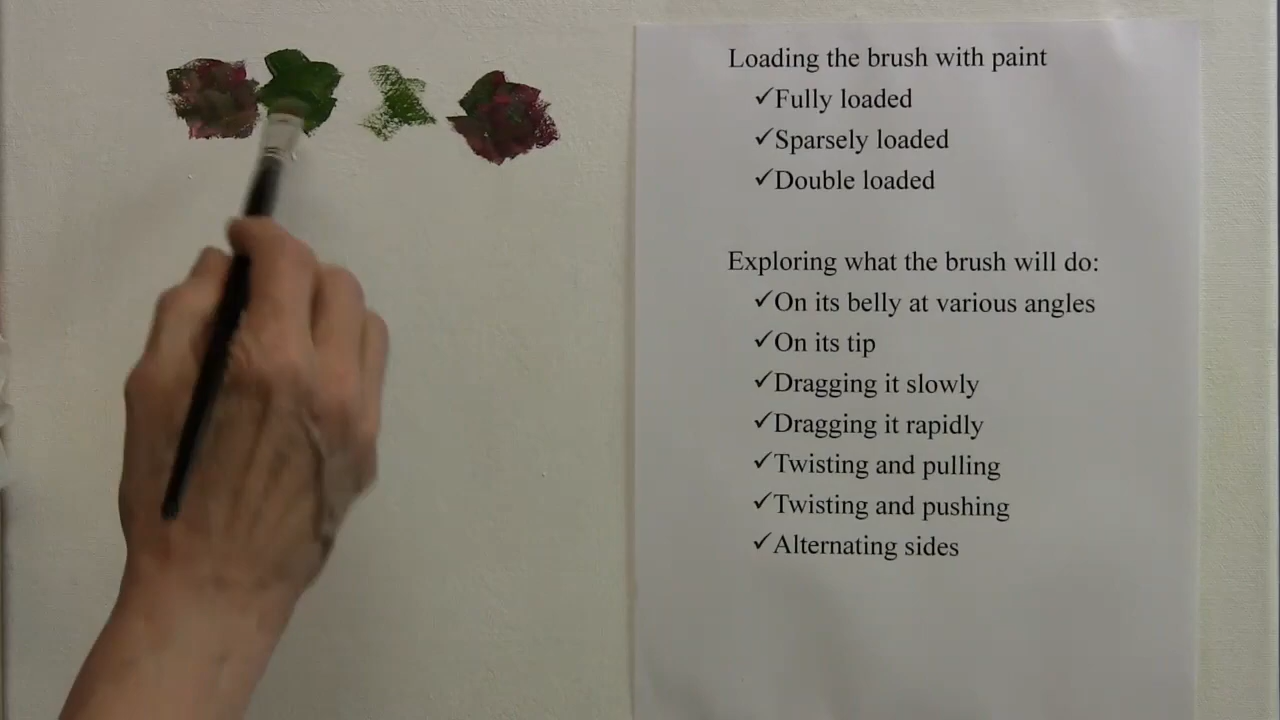 Loading the brush with paint
✓Fully loaded
✓Sparsely loaded
✓Double loaded
Exploring what the brush will do:
✓On its belly at various angles
✓On its tip
✓Dragging it slowly
✓Dragging it rapidly
✓Twisting and pulling
✓Twisting and pushing
✓Alternating sides